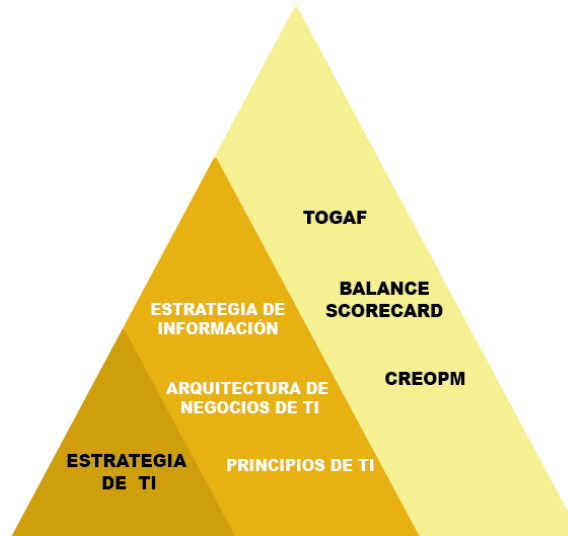 TOGAF
BALANCE
SCORECARD
ESTRATEGIA DE
INFORMACIÓN
CREOPM
ARQUITECTURA DE
NEGOCIOS DE TI
ESTRATEGIA
DE TI
PRINCIPIOS DE TI